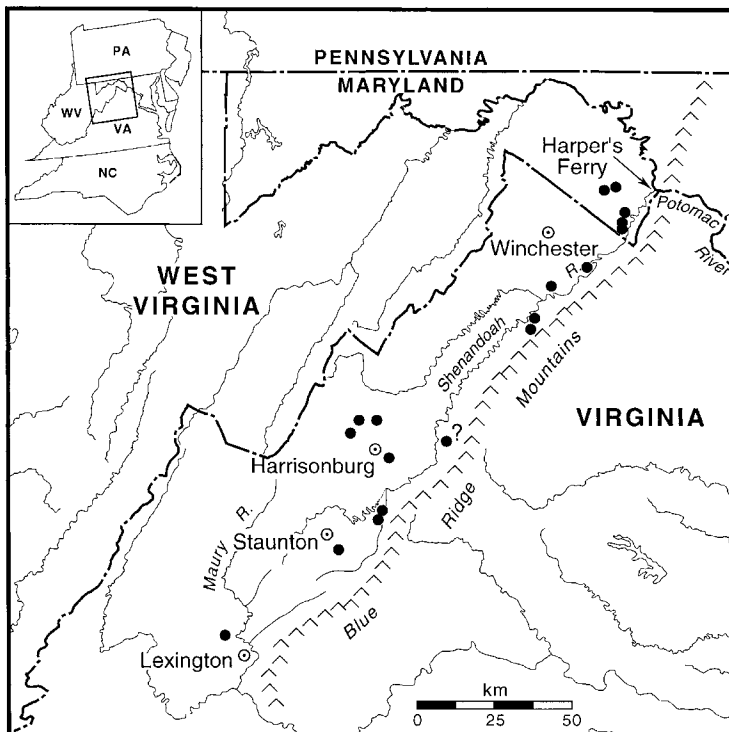 PA
WV
VA
NC
PENNSYLVANIA
MARYLAND
Harper's
Ferry
Potomac
River
Winchester
WEST
VIRGINIA
Shenandoah R.
Mountains
VIRGINIA
?
Harrisonburg
Ridge
Maury R.
Staunton
Blue
Lexington
km
0 25 50